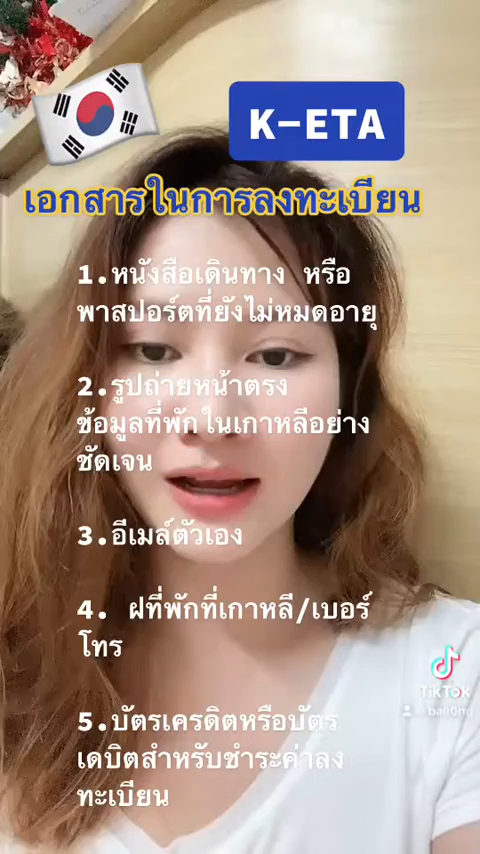 K-ETA
เอกสารในการลงทะเบียน
1.หนังสือเดินทาง หรือ
พาสปอร์ตที่ยังไม่หมดอายุ
2.รูปถ่ายหน้าตรง
ข้อมูลที่พักในเกาหลีอย่าง
ชัดเจน
3.อีเมล์ตัวเอง
4. ฝที่พักที่เกาหลี/เบอร์
โทร
5.บัตรเครดิตหรือบัตร
เดบิตสำหรับชำระค่าลง
ทะเบียน
TikTok